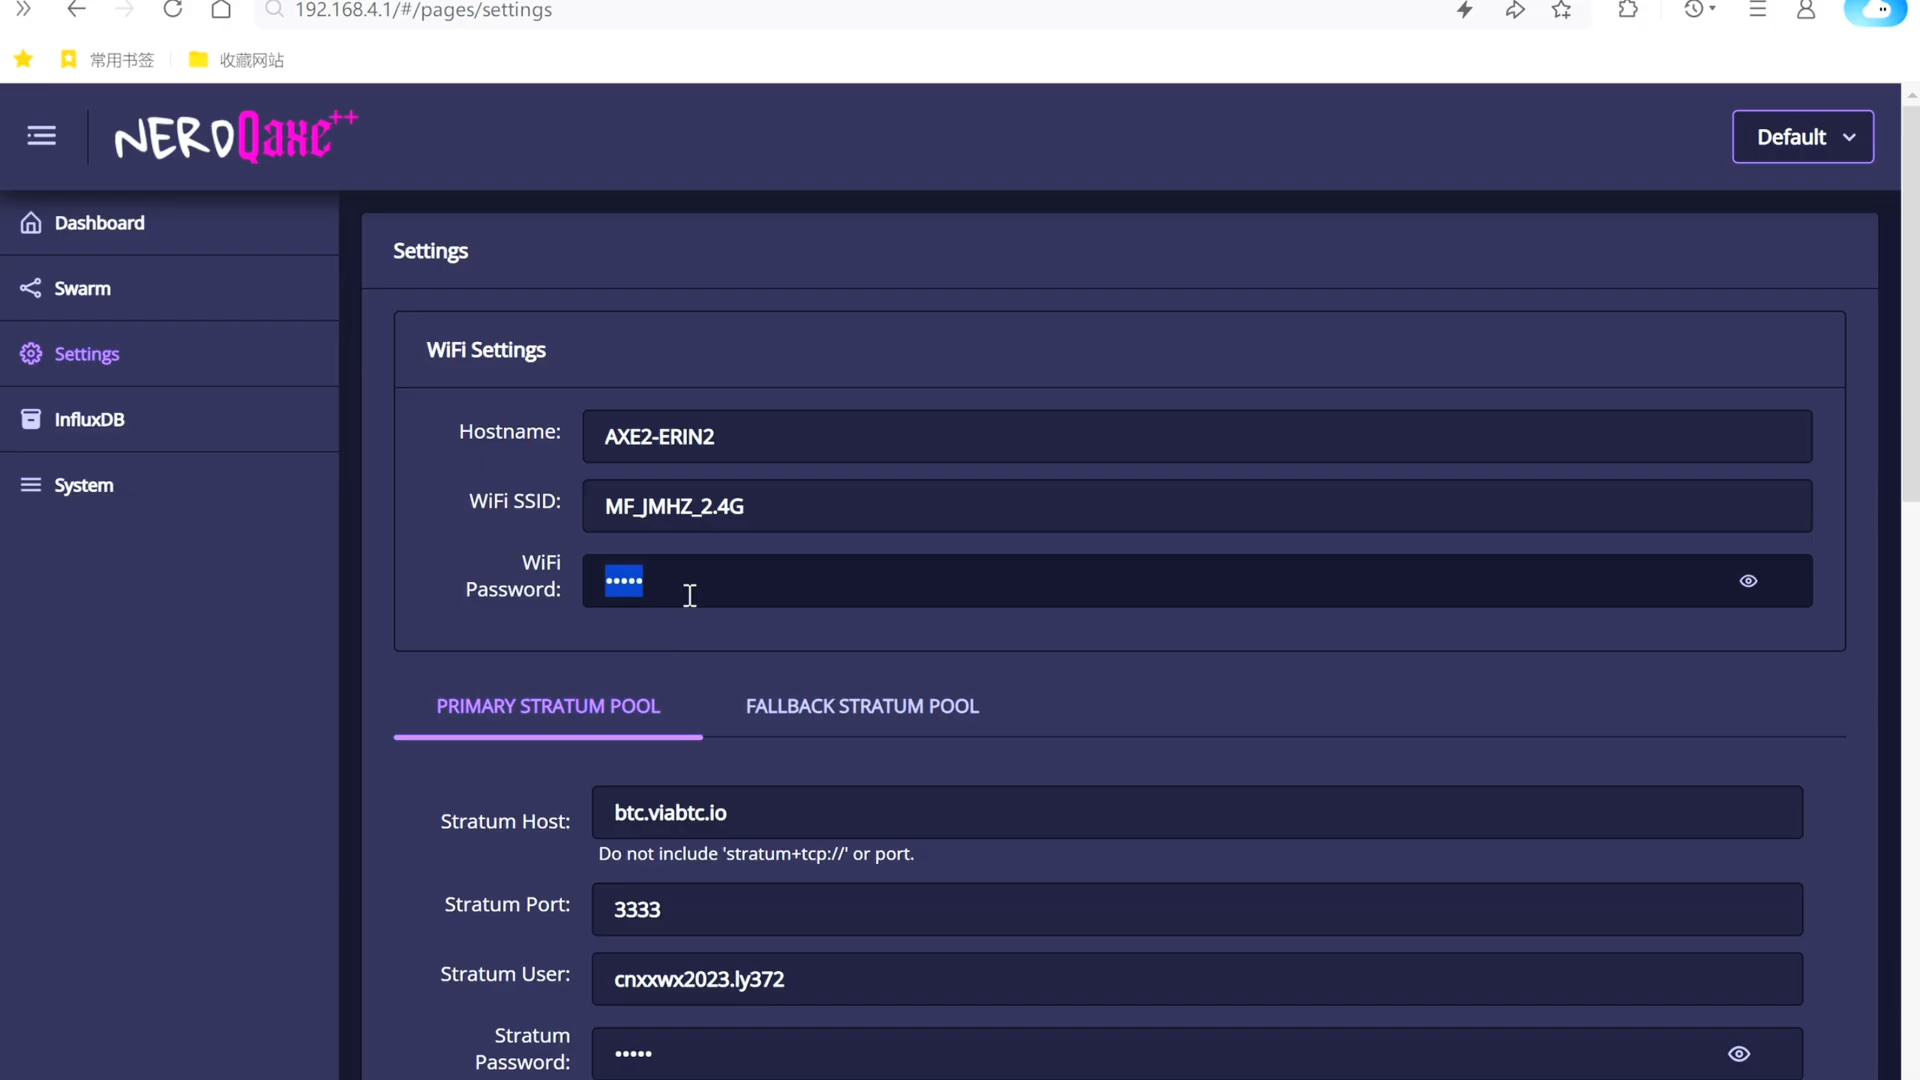 192.168.4.1/#/pages/settings
常用书签 收藏网站
NERDQaxe++
Default
Dashboard
Swarm
Settings
InfluxDB
System
Settings
WiFi Settings
Hostname: AXE2-ERIN2
WiFi SSID: MF_JMHZ_2.4G
WiFi
Password: •••••
PRIMARY STRATUM POOL FALLBACK STRATUM POOL
Stratum Host: btc.viabtc.io
Do not include 'stratum+tcp://' or port.
Stratum Port: 3333
Stratum User: cnxxwx2023.ly372
Stratum
Password: •••••